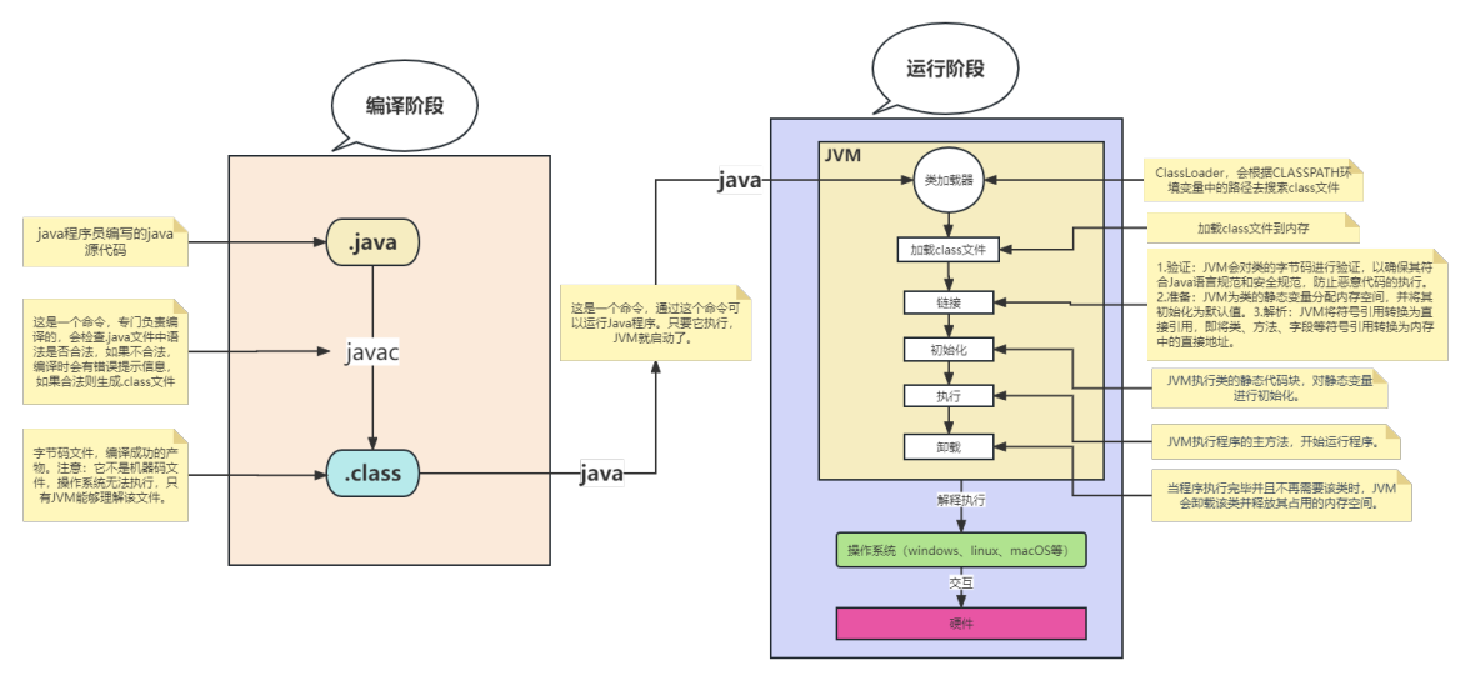 编译阶段
java程序员编写的java
源代码
.java
这是一个命令，专门负责编
译的，会检查.java文件中语
法是否合法，如果不合法，
编译时会有错误提示信息，
如果合法则生成.class文件
javac
字节码文件，编译成功的产
物。注意：它不是机器码文
件，操作系统无法执行，只
有JVM能够理解该文件。
.class
java
这是一个命令，通过这个命令可
以运行Java程序。只要它执行，
JVM就启动了。
java
运行阶段
JVM
类加载器
ClassLoader，会根据CLASSPATH环
境变量中的路径去搜索class文件
加载class文件
加载class文件到内存
链接
1.验证：JVM会对类的字节码进行验证，以确保其符
合Java语言规范和安全规范，防止恶意代码的执行。
2.准备：JVM为类的静态变量分配内存空间，并将其
初始化为默认值。3.解析：JVM将符号引用转换为直
接引用，即将类、方法、字段等符号引用转换为内存
中的直接地址。
初始化
JVM执行类的静态代码块，对静态变量
进行初始化。
执行
JVM执行程序的主方法，开始运行程序。
卸载
当程序执行完毕并且不再需要该类时，JVM
会卸载该类并释放其占用的内存空间。
解释执行
操作系统（windows、linux、macOS等）
交互
硬件